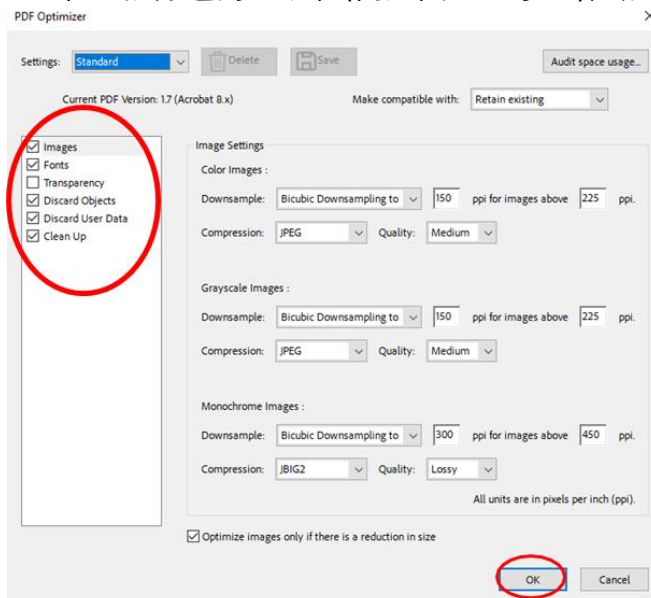 PDF Optimizer
Settings: Standard Delete Save Audit space usage...
Current PDF Version: 1.7 (Acrobat 8.x) Make compatible with: Retain existing
Images
Fonts
Transparency
Discard Objects
Discard User Data
Clean Up
Image Settings
Color Images :
Downsample: Bicubic Downsampling to 150 ppi for images above 225 ppi.
Compression: JPEG Quality: Medium
Grayscale Images :
Downsample: Bicubic Downsampling to 150 ppi for images above 225 ppi.
Compression: JPEG Quality: Medium
Monochrome Images :
Downsample: Bicubic Downsampling to 300 ppi for images above 450 ppi.
Compression: JBIG2 Quality: Lossy
All units are in pixels per inch (ppi).
Optimize images only if there is a reduction in size
OK Cancel